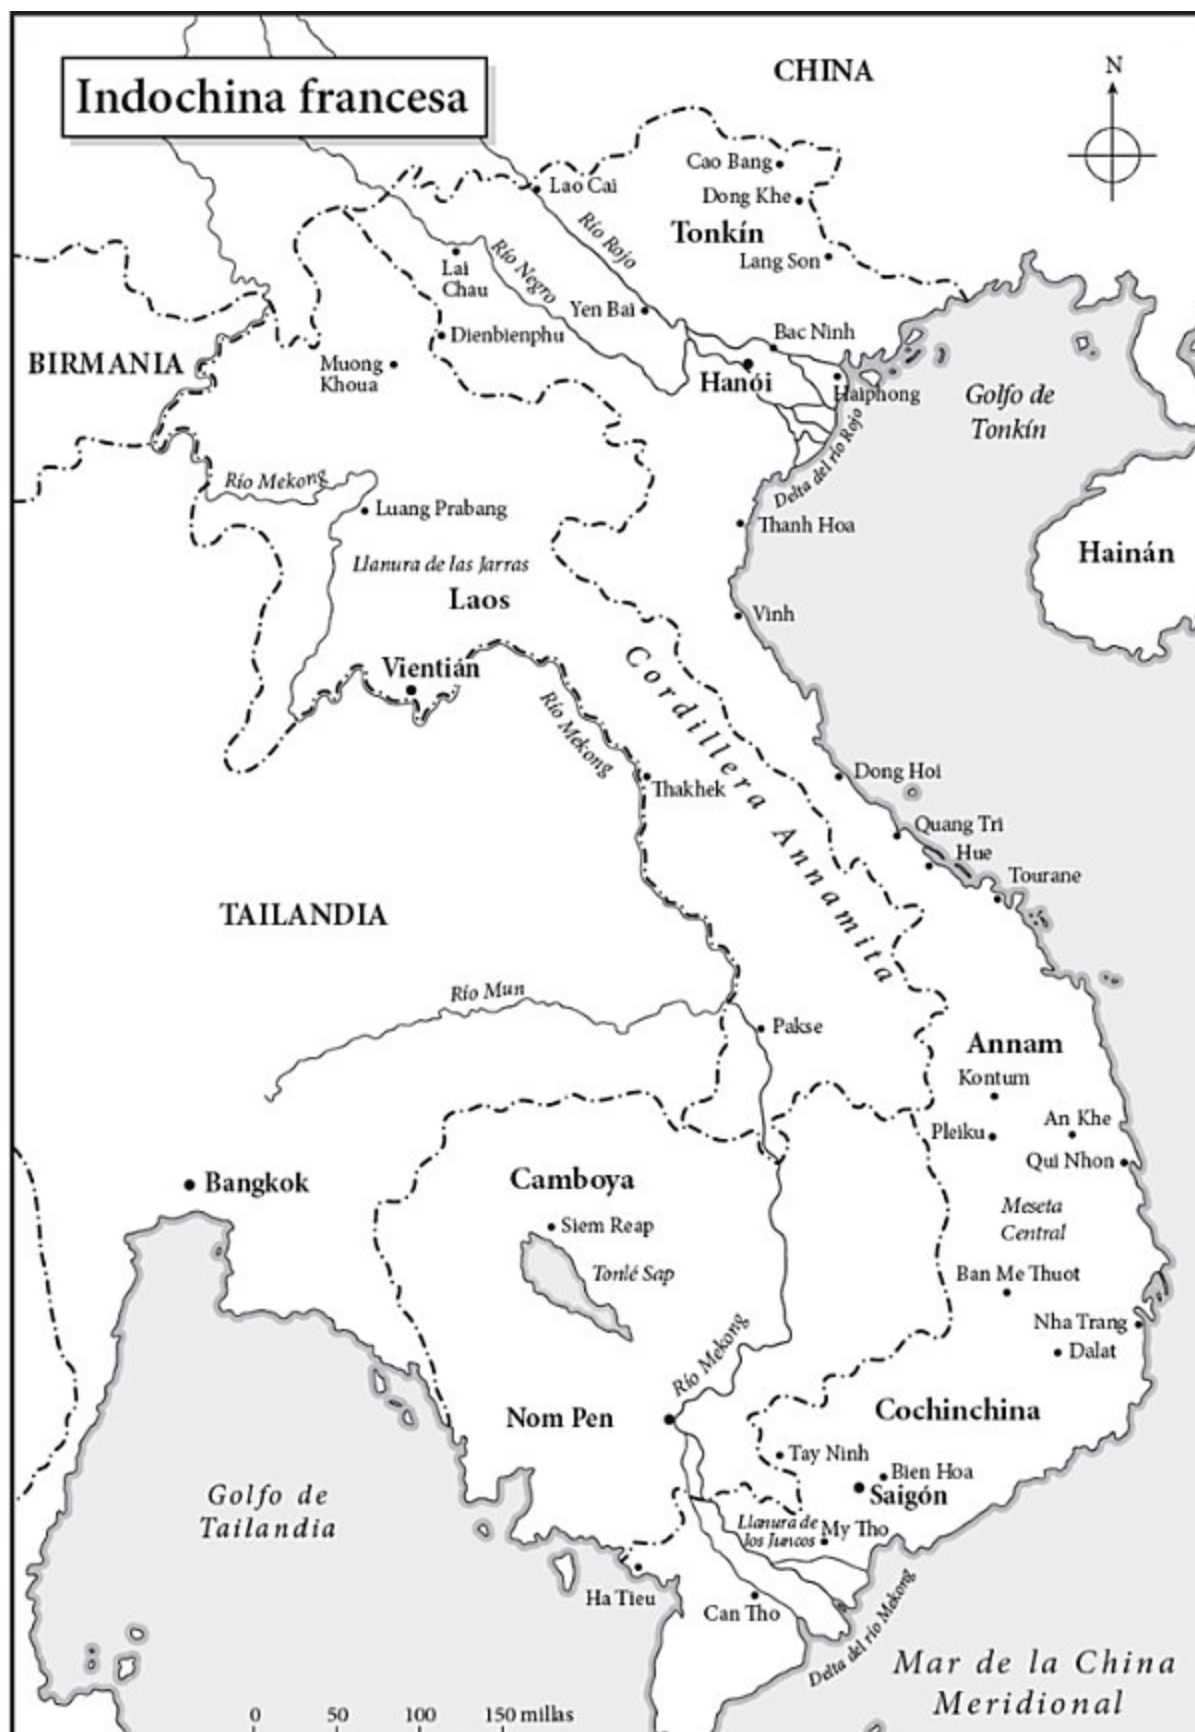 Indochina francesa
CHINA
N
Cao Bang
Lao Cai
Dong Khe
Tonkín
Río Rojo
Lang Son
Río Negro
Lai
Chau
Yen Bai
Bac Ninh
Dienbienphu
BIRMANIA
Muong
Khoua
Hanói
Haiphong
Golfo de
Tonkín
Delta del río Rojo
Río Mekong
Luang Prabang
Thanh Hoa
Hainán
Llanura de las Jarras
Laos
Vinh
Vientián
Cordillera Annamita
Río Mekong
Thakhek
Dong Hoi
Quang Tri
Hue
Tourane
TAILANDIA
Río Mun
Pakse
Annam
Kontum
An Khe
Pleiku
Qui Nhon
Bangkok
Camboya
Meseta
Central
Siem Reap
Tonlé Sap
Ban Me Thuot
Nha Trang
Río Mekong
Dalat
Nom Pen
Cochinchina
Tay Ninh
Bien Hoa
Saigón
Golfo de
Tailandia
Llanura de
los Juncos
My Tho
Ha Tieu
Can Tho
Delta del río Mekong
Mar de la China
Meridional
0 50 100 150 millas